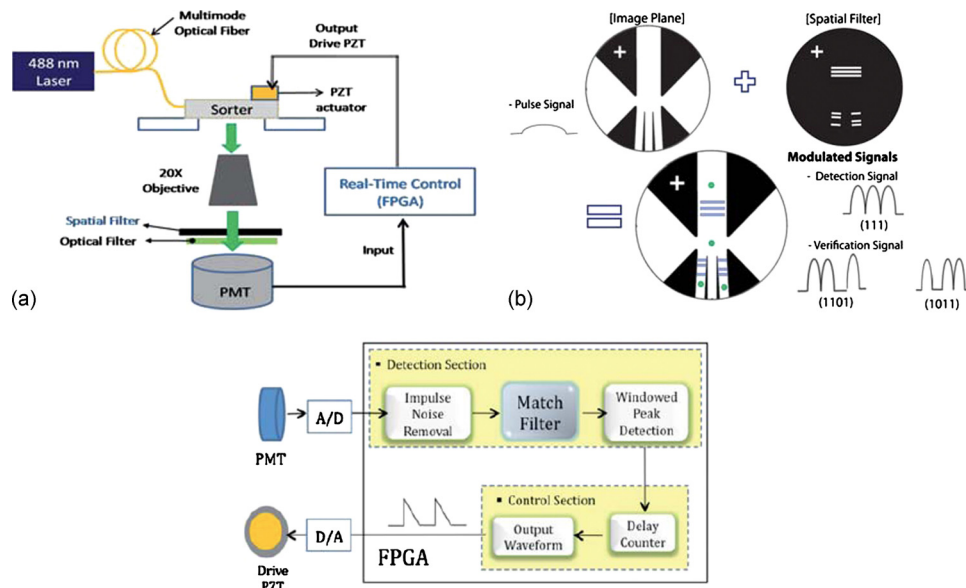 Multimode
Optical Fiber
488 nm
Laser
Output
Drive PZT
PZT
actuator
Sorter
20X
Objective
Real-Time Control
(FPGA)
Spatial Filter
Optical Filter
Input
PMT
(a)
(b)
[Image Plane]
[Spatial Filter]
- Pulse Signal
Modulated Signals
- Detection Signal
(111)
- Verification Signal
(1101)
(1011)
▪ Detection Section
Impulse
Noise
Removal
Match
Filter
Windowed
Peak
Detection
A/D
PMT
▪ Control Section
Output
Waveform
Delay
Counter
D/A
FPGA
Drive
PZT